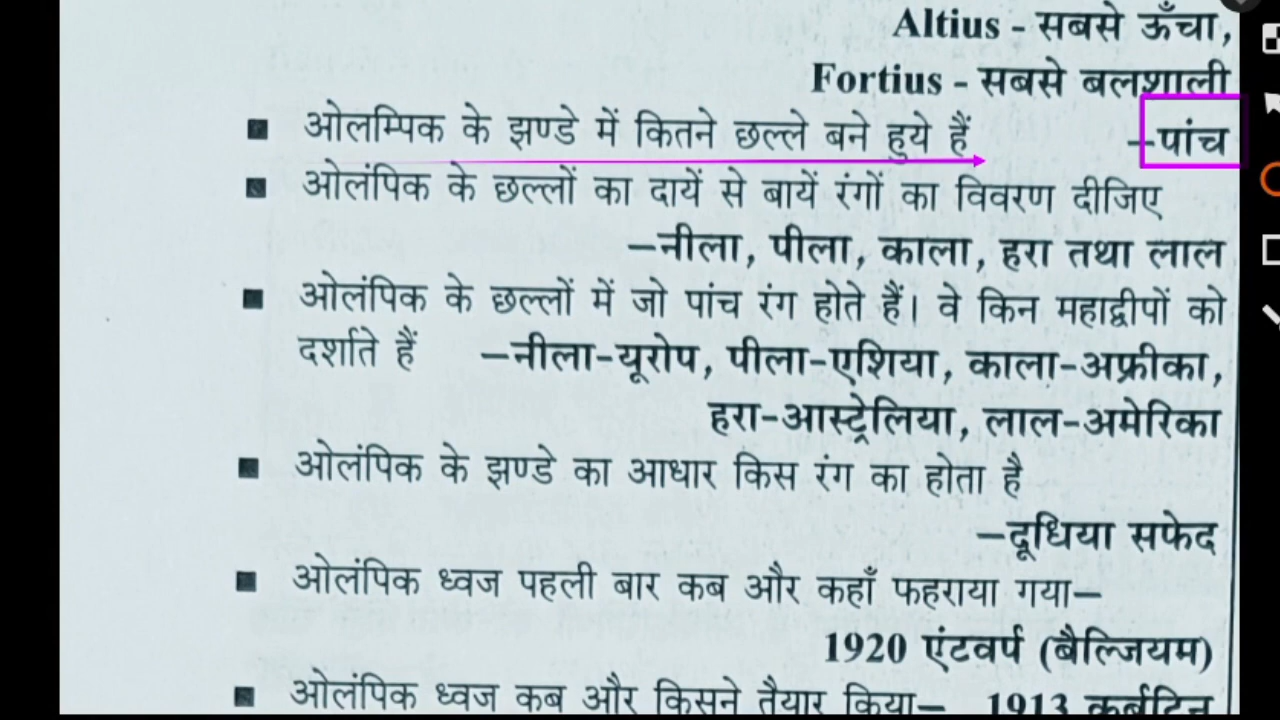 Altius - सबसे ऊँचा,
Fortius - सबसे बलशाली
■ ओलम्पिक के झण्डे में कितने छल्ले बने हुये हैं –पांच
■ ओलंपिक के छल्लों का दायें से बायें रंगों का विवरण दीजिए
–नीला, पीला, काला, हरा तथा लाल
■ ओलंपिक के छल्लों में जो पांच रंग होते हैं। वे किन महाद्वीपों को
दर्शाते हैं –नीला-यूरोप, पीला-एशिया, काला-अफ्रीका,
हरा-आस्ट्रेलिया, लाल-अमेरिका
■ ओलंपिक के झण्डे का आधार किस रंग का होता है
–दूधिया सफेद
■ ओलंपिक ध्वज पहली बार कब और कहाँ फहराया गया–
1920 एंटवर्प (बैल्जियम)
■ ओलंपिक ध्वज कब और किसने तैयार किया– 1913 कुर्बटिन